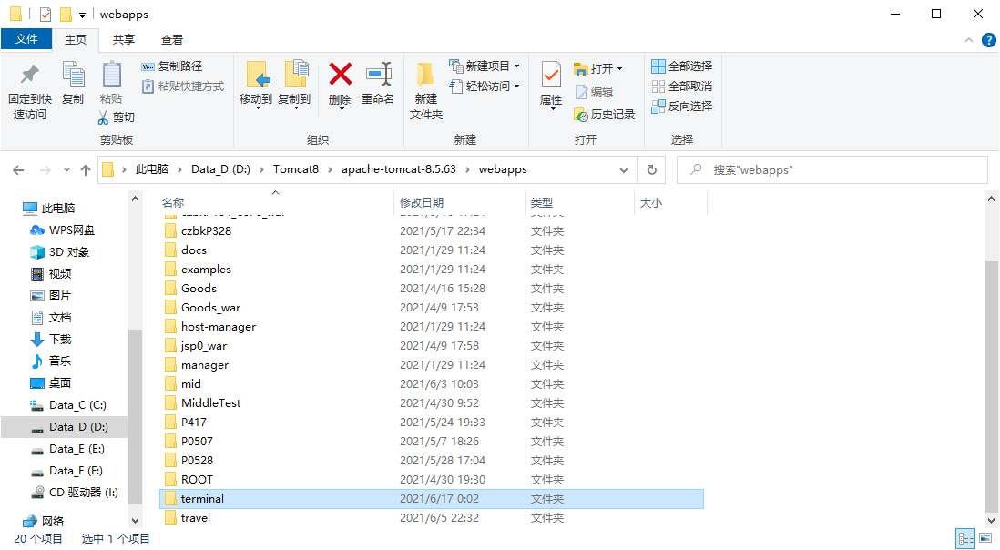 webapps
文件 主页 共享 查看
固定到快速访问 复制 粘贴 复制路径 粘贴快捷方式 剪切 移动到 复制到 删除 重命名 新建文件夹 新建项目 轻松访问 属性 打开 编辑 历史记录 全部选择 全部取消 反向选择
剪贴板 组织 新建 打开 选择
此电脑 Data_D (D:) Tomcat8 apache-tomcat-8.5.63 webapps 搜索"webapps"
此电脑
WPS网盘
3D 对象
视频
图片
文档
下载
音乐
桌面
Data_C (C:)
Data_D (D:)
Data_E (E:)
Data_F (F:)
CD 驱动器 (I:)
网络
名称 修改日期 类型 大小
czbkP328 2021/5/17 22:34 文件夹
docs 2021/1/29 11:24 文件夹
examples 2021/1/29 11:24 文件夹
Goods 2021/4/16 15:28 文件夹
Goods_war 2021/4/9 17:53 文件夹
host-manager 2021/1/29 11:24 文件夹
jsp0_war 2021/4/9 17:58 文件夹
manager 2021/1/29 11:24 文件夹
mid 2021/6/3 10:03 文件夹
MiddleTest 2021/4/30 9:52 文件夹
P417 2021/5/24 19:33 文件夹
P0507 2021/5/7 18:26 文件夹
P0528 2021/5/28 17:04 文件夹
ROOT 2021/4/30 19:30 文件夹
terminal 2021/6/17 0:02 文件夹
travel 2021/6/5 22:32 文件夹
20 个项目 选中 1 个项目